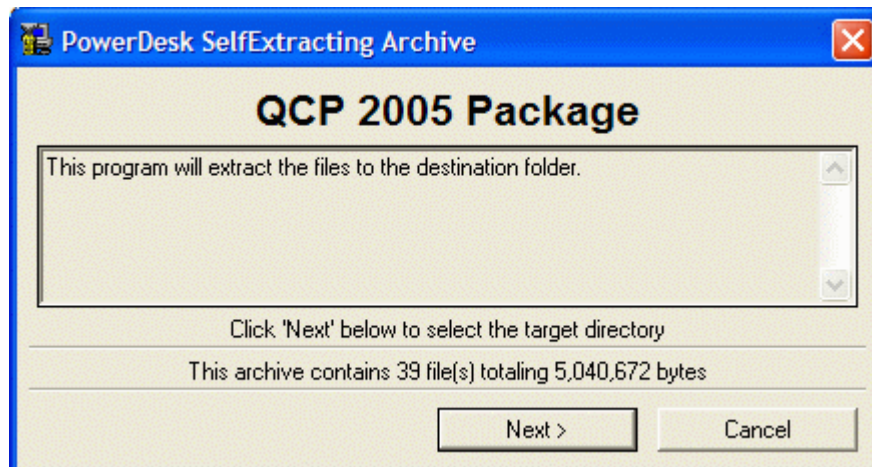 PowerDesk SelfExtracting Archive
QCP 2005 Package
This program will extract the files to the destination folder.
Click 'Next' below to select the target directory
This archive contains 39 file(s) totaling 5,040,672 bytes
Next > Cancel